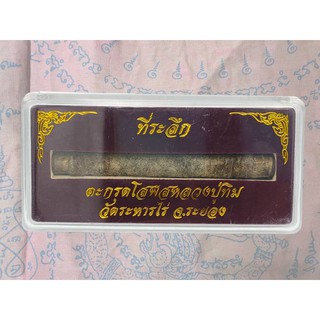 ที่ระลึก
ตะกรุดโสฬสหลวงปู่ทิม
วัดระหารไร่ จ.ระยอง